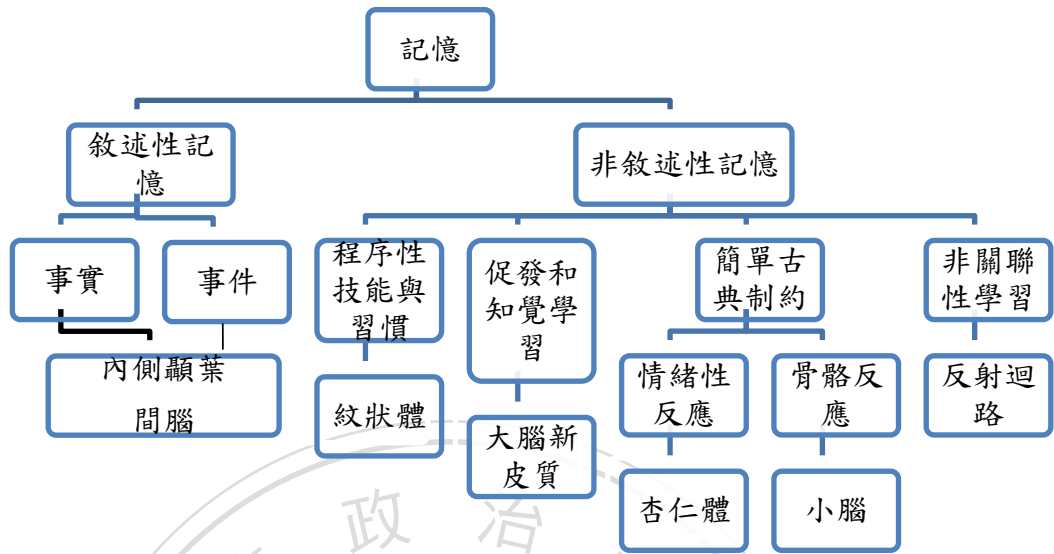 記憶
敘述性記
憶
非敘述性記憶
事實
事件
程序性
技能與
習慣
促發和
知覺學
習
簡單古
典制約
非關聯
性學習
內側顳葉
間腦
紋狀體
大腦新
皮質
情緒性
反應
骨骼反
應
反射迴
路
杏仁體
小腦
政 治